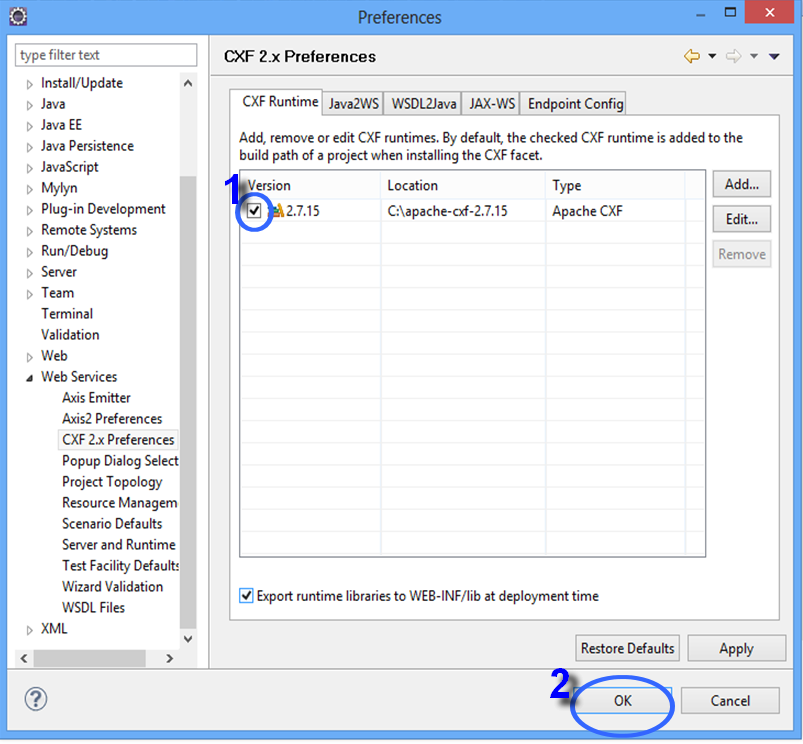 Preferences
type filter text
CXF 2.x Preferences
Install/Update
Java
Java EE
Java Persistence
JavaScript
Mylyn
Plug-in Development
Remote Systems
Run/Debug
Server
Team
Terminal
Validation
Web
Web Services
Axis Emitter
Axis2 Preferences
CXF 2.x Preferences
Popup Dialog Select
Project Topology
Resource Managem
Scenario Defaults
Server and Runtime
Test Facility Defaults
Wizard Validation
WSDL Files
XML
CXF Runtime Java2WS WSDL2Java JAX-WS Endpoint Config
Add, remove or edit CXF runtimes. By default, the checked CXF runtime is added to the
build path of a project when installing the CXF facet.
1
Version Location Type
2.7.15 C:\apache-cxf-2.7.15 Apache CXF
Add...
Edit...
Remove
Export runtime libraries to WEB-INF/lib at deployment time
Restore Defaults Apply
2
OK Cancel
?